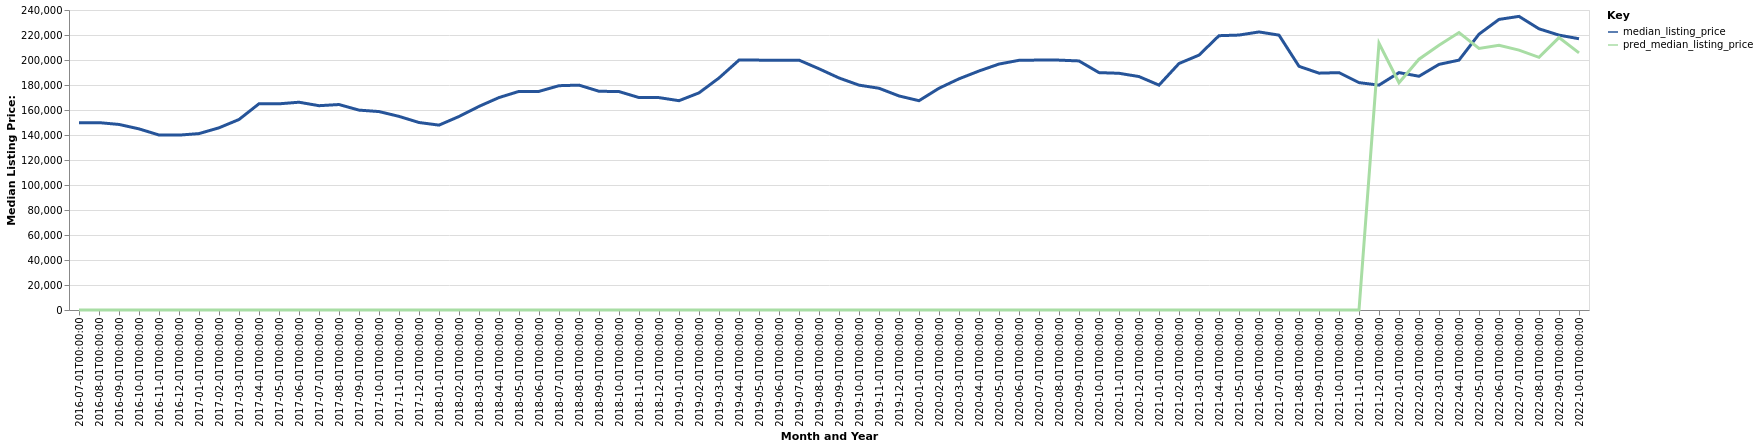 Median Listing Price:
240,000
220,000
200,000
180,000
160,000
140,000
120,000
100,000
80,000
60,000
40,000
20,000
0
2016-07-01T00:00:00
2016-08-01T00:00:00
2016-09-01T00:00:00
2016-10-01T00:00:00
2016-11-01T00:00:00
2016-12-01T00:00:00
2017-01-01T00:00:00
2017-02-01T00:00:00
2017-03-01T00:00:00
2017-04-01T00:00:00
2017-05-01T00:00:00
2017-06-01T00:00:00
2017-07-01T00:00:00
2017-08-01T00:00:00
2017-09-01T00:00:00
2017-10-01T00:00:00
2017-11-01T00:00:00
2017-12-01T00:00:00
2018-01-01T00:00:00
2018-02-01T00:00:00
2018-03-01T00:00:00
2018-04-01T00:00:00
2018-05-01T00:00:00
2018-06-01T00:00:00
2018-07-01T00:00:00
2018-08-01T00:00:00
2018-09-01T00:00:00
2018-10-01T00:00:00
2018-11-01T00:00:00
2018-12-01T00:00:00
2019-01-01T00:00:00
2019-02-01T00:00:00
2019-03-01T00:00:00
2019-04-01T00:00:00
2019-05-01T00:00:00
2019-06-01T00:00:00
2019-07-01T00:00:00
2019-08-01T00:00:00
2019-09-01T00:00:00
2019-10-01T00:00:00
2019-11-01T00:00:00
2019-12-01T00:00:00
2020-01-01T00:00:00
2020-02-01T00:00:00
2020-03-01T00:00:00
2020-04-01T00:00:00
2020-05-01T00:00:00
2020-06-01T00:00:00
2020-07-01T00:00:00
2020-08-01T00:00:00
2020-09-01T00:00:00
2020-10-01T00:00:00
2020-11-01T00:00:00
2020-12-01T00:00:00
2021-01-01T00:00:00
2021-02-01T00:00:00
2021-03-01T00:00:00
2021-04-01T00:00:00
2021-05-01T00:00:00
2021-06-01T00:00:00
2021-07-01T00:00:00
2021-08-01T00:00:00
2021-09-01T00:00:00
2021-10-01T00:00:00
2021-11-01T00:00:00
2021-12-01T00:00:00
2022-01-01T00:00:00
2022-02-01T00:00:00
2022-03-01T00:00:00
2022-04-01T00:00:00
2022-05-01T00:00:00
2022-06-01T00:00:00
2022-07-01T00:00:00
2022-08-01T00:00:00
2022-09-01T00:00:00
2022-10-01T00:00:00
Month and Year
Key
median_listing_price
pred_median_listing_price